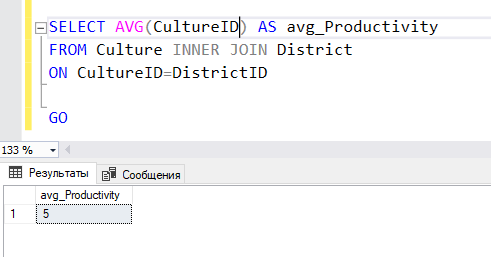 SELECT AVG(CultureID) AS avg_Productivity
FROM Culture INNER JOIN District
ON CultureID=DistrictID
GO
133 %
Результаты Сообщения
avg_Productivity
1 5